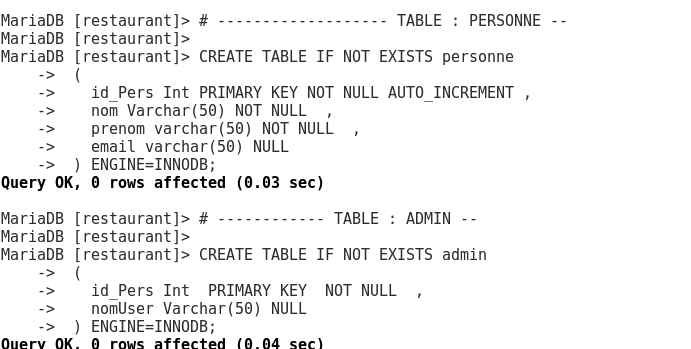 MariaDB [restaurant]> # ------------------- TABLE : PERSONNE --
MariaDB [restaurant]>
MariaDB [restaurant]> CREATE TABLE IF NOT EXISTS personne
    ->  (
    ->    id_Pers Int PRIMARY KEY NOT NULL AUTO_INCREMENT ,
    ->    nom Varchar(50) NOT NULL  ,
    ->    prenom varchar(50) NOT NULL  ,
    ->    email varchar(50) NULL
    ->  ) ENGINE=INNODB;
Query OK, 0 rows affected (0.03 sec)

MariaDB [restaurant]> # ------------ TABLE : ADMIN --
MariaDB [restaurant]>
MariaDB [restaurant]> CREATE TABLE IF NOT EXISTS admin
    ->  (
    ->    id_Pers Int  PRIMARY KEY  NOT NULL  ,
    ->    nomUser Varchar(50) NULL
    ->  ) ENGINE=INNODB;
Query OK, 0 rows affected (0.04 sec)